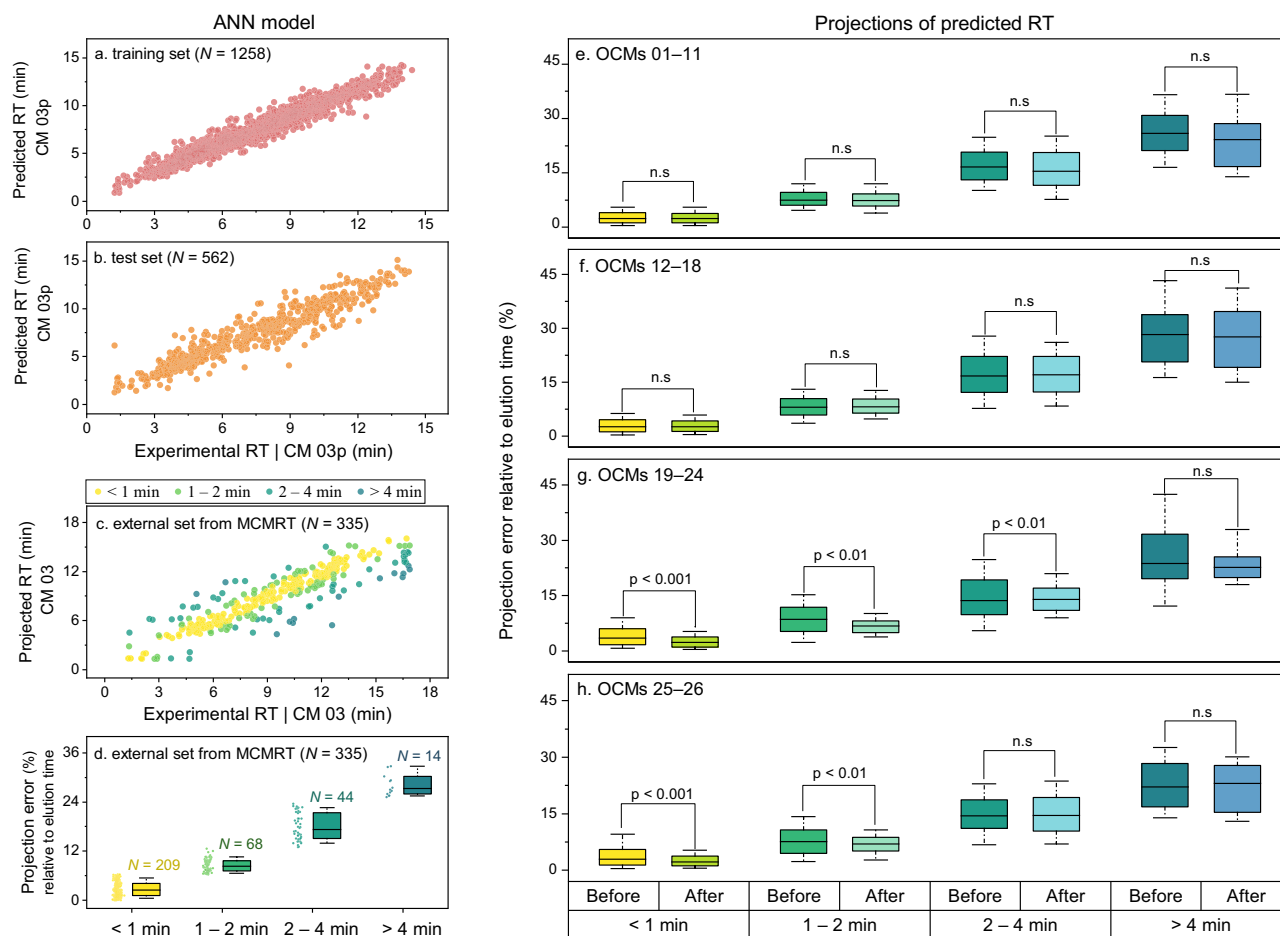 ANN model
Predicted RT (min)
CM 03p
a. training set (N = 1258)
15
10
5
0
0 3 6 9 12 15
Predicted RT (min)
CM 03p
b. test set (N = 562)
15
10
5
0
0 3 6 9 12 15
Experimental RT | CM 03p (min)
< 1 min 1 – 2 min 2 – 4 min > 4 min
Projected RT (min)
CM 03
c. external set from MCMRT (N = 335)
18
12
6
0
0 3 6 9 12 15 18
Experimental RT | CM 03 (min)
Projection error (%)
relative to elution time
d. external set from MCMRT (N = 335)
36
24
12
0
N = 209
N = 68
N = 44
N = 14
< 1 min 1 – 2 min 2 – 4 min > 4 min
Projections of predicted RT
Projection error relative to elution time (%)
e. OCMs 01–11
45
30
15
0
n.s
n.s
n.s
n.s
f. OCMs 12–18
45
30
15
0
n.s
n.s
n.s
n.s
g. OCMs 19–24
45
30
15
0
p < 0.001
p < 0.01
p < 0.01
n.s
h. OCMs 25–26
45
30
15
0
p < 0.001
p < 0.01
n.s
n.s
Before After Before After Before After Before After
< 1 min 1 – 2 min 2 – 4 min > 4 min